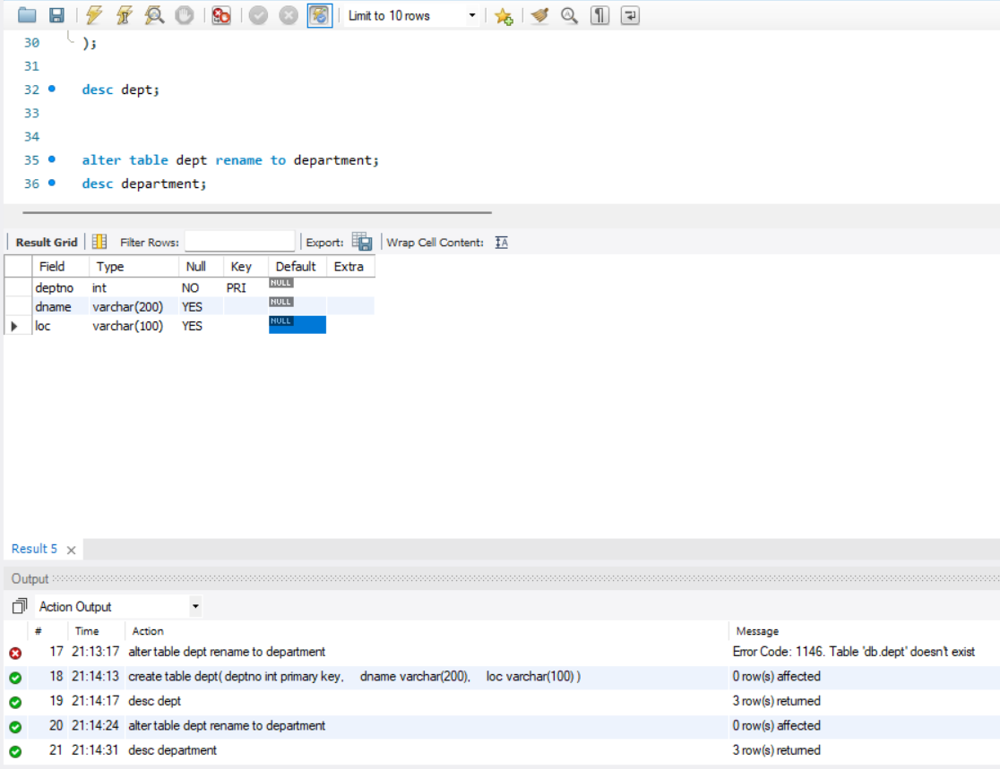 Limit to 10 rows
30 );
31
32 desc dept;
33
34
35 alter table dept rename to department;
36 desc department;
Result Grid Filter Rows: Export: Wrap Cell Content: IA
Field Type Null Key Default Extra
deptno int NO PRI NULL
dname varchar(200) YES NULL
loc varchar(100) YES NULL
Result 5
Output
Action Output
# Time Action Message
17 21:13:17 alter table dept rename to department Error Code: 1146. Table 'db.dept' doesn't exist
18 21:14:13 create table dept( deptno int primary key, dname varchar(200), loc varchar(100) ) 0 row(s) affected
19 21:14:17 desc dept 3 row(s) returned
20 21:14:24 alter table dept rename to department 0 row(s) affected
21 21:14:31 desc department 3 row(s) returned